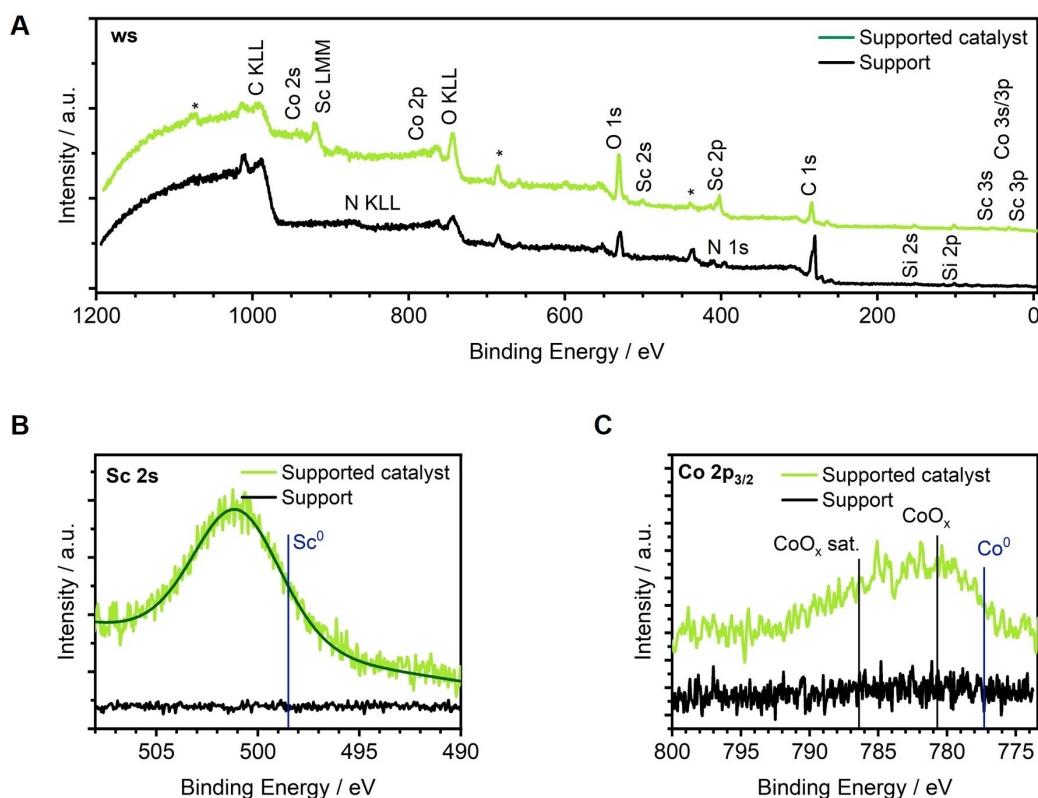 A
ws
Supported catalyst
Support
*
C KLL
Co 2s
Sc LMM
Co 2p
O KLL
*
O 1s
Sc 2s
*
Sc 2p
C 1s
Sc 3s
Co 3s/3p
Sc 3p
N KLL
N 1s
Si 2s
Si 2p
Intensity / a.u.
1200 1000 800 600 400 200 0
Binding Energy / eV
B
Sc 2s
Supported catalyst
Support
Sc⁰
Intensity / a.u.
505 500 495 490
Binding Energy / eV
C
Co 2p₃/₂
Supported catalyst
Support
CoOₓ
CoOₓ sat.
Co⁰
Intensity / a.u.
800 795 790 785 780 775
Binding Energy / eV